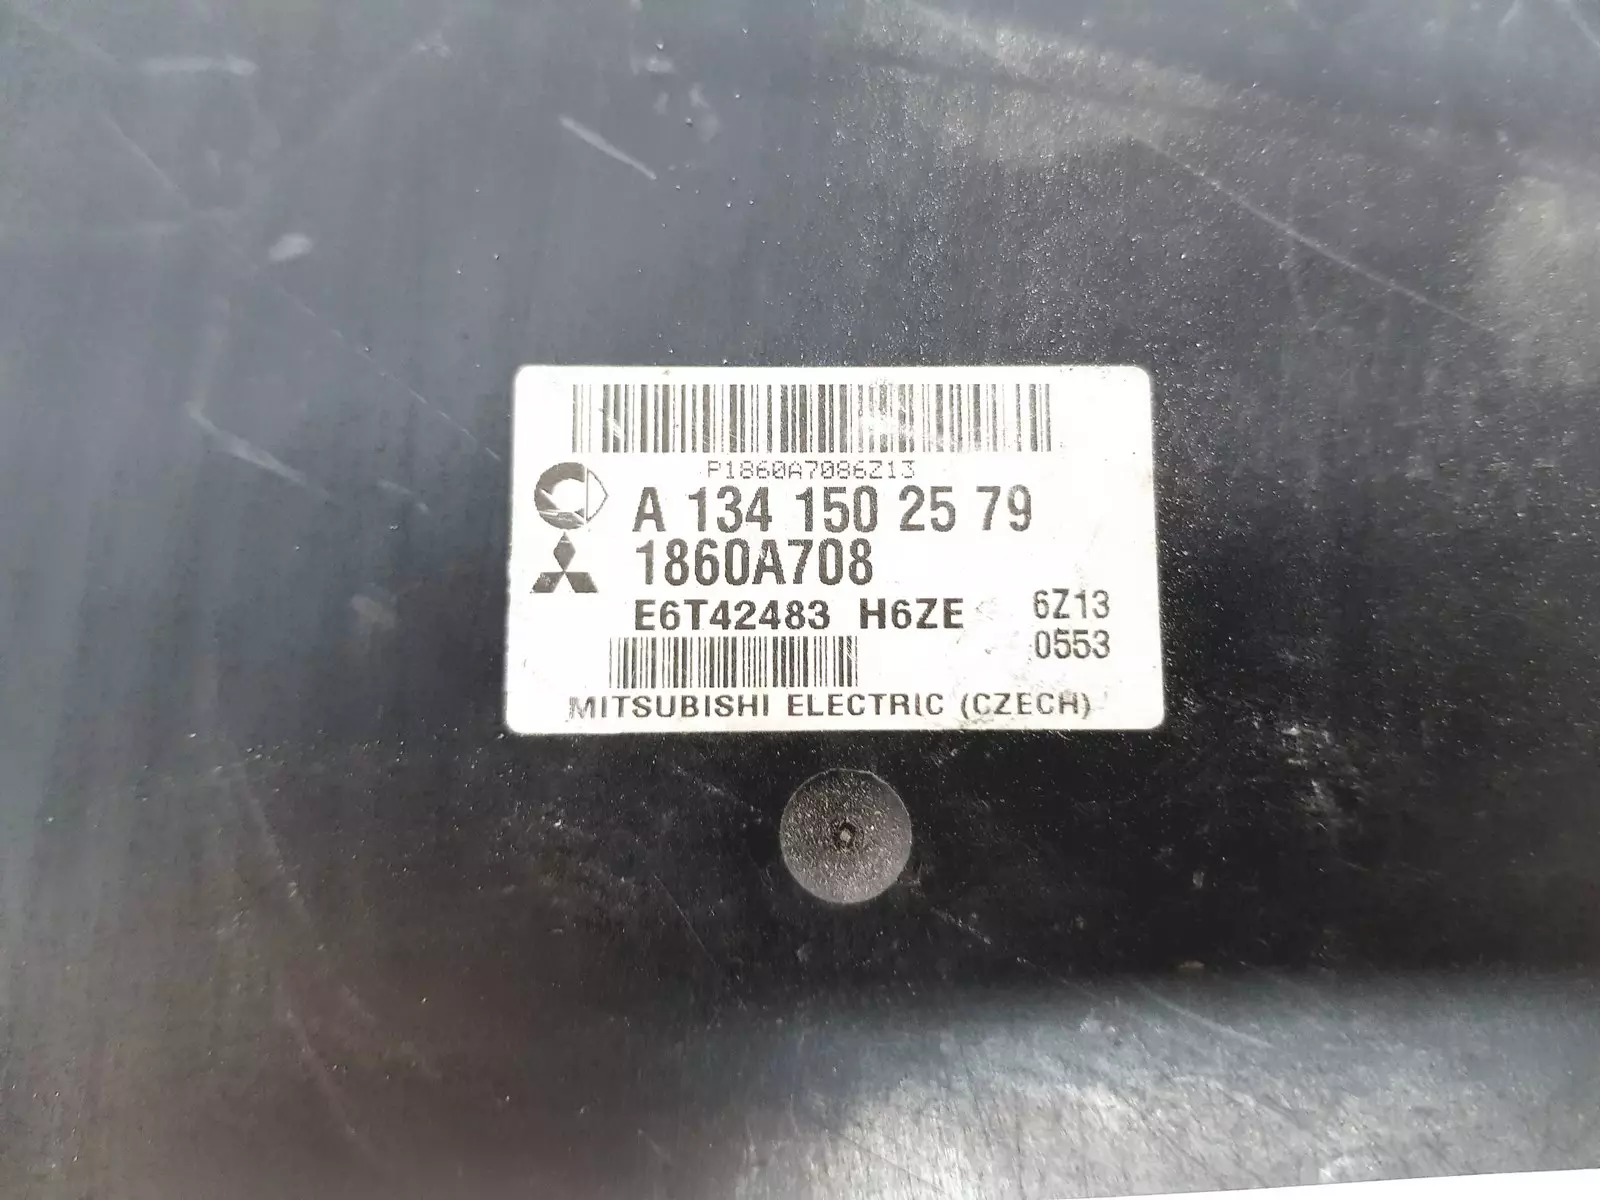 P1860A7086Z13
A 134 150 25 79
1860A708
E6T42483 H6ZE 6Z13
0553
MITSUBISHI ELECTRIC (CZECH)